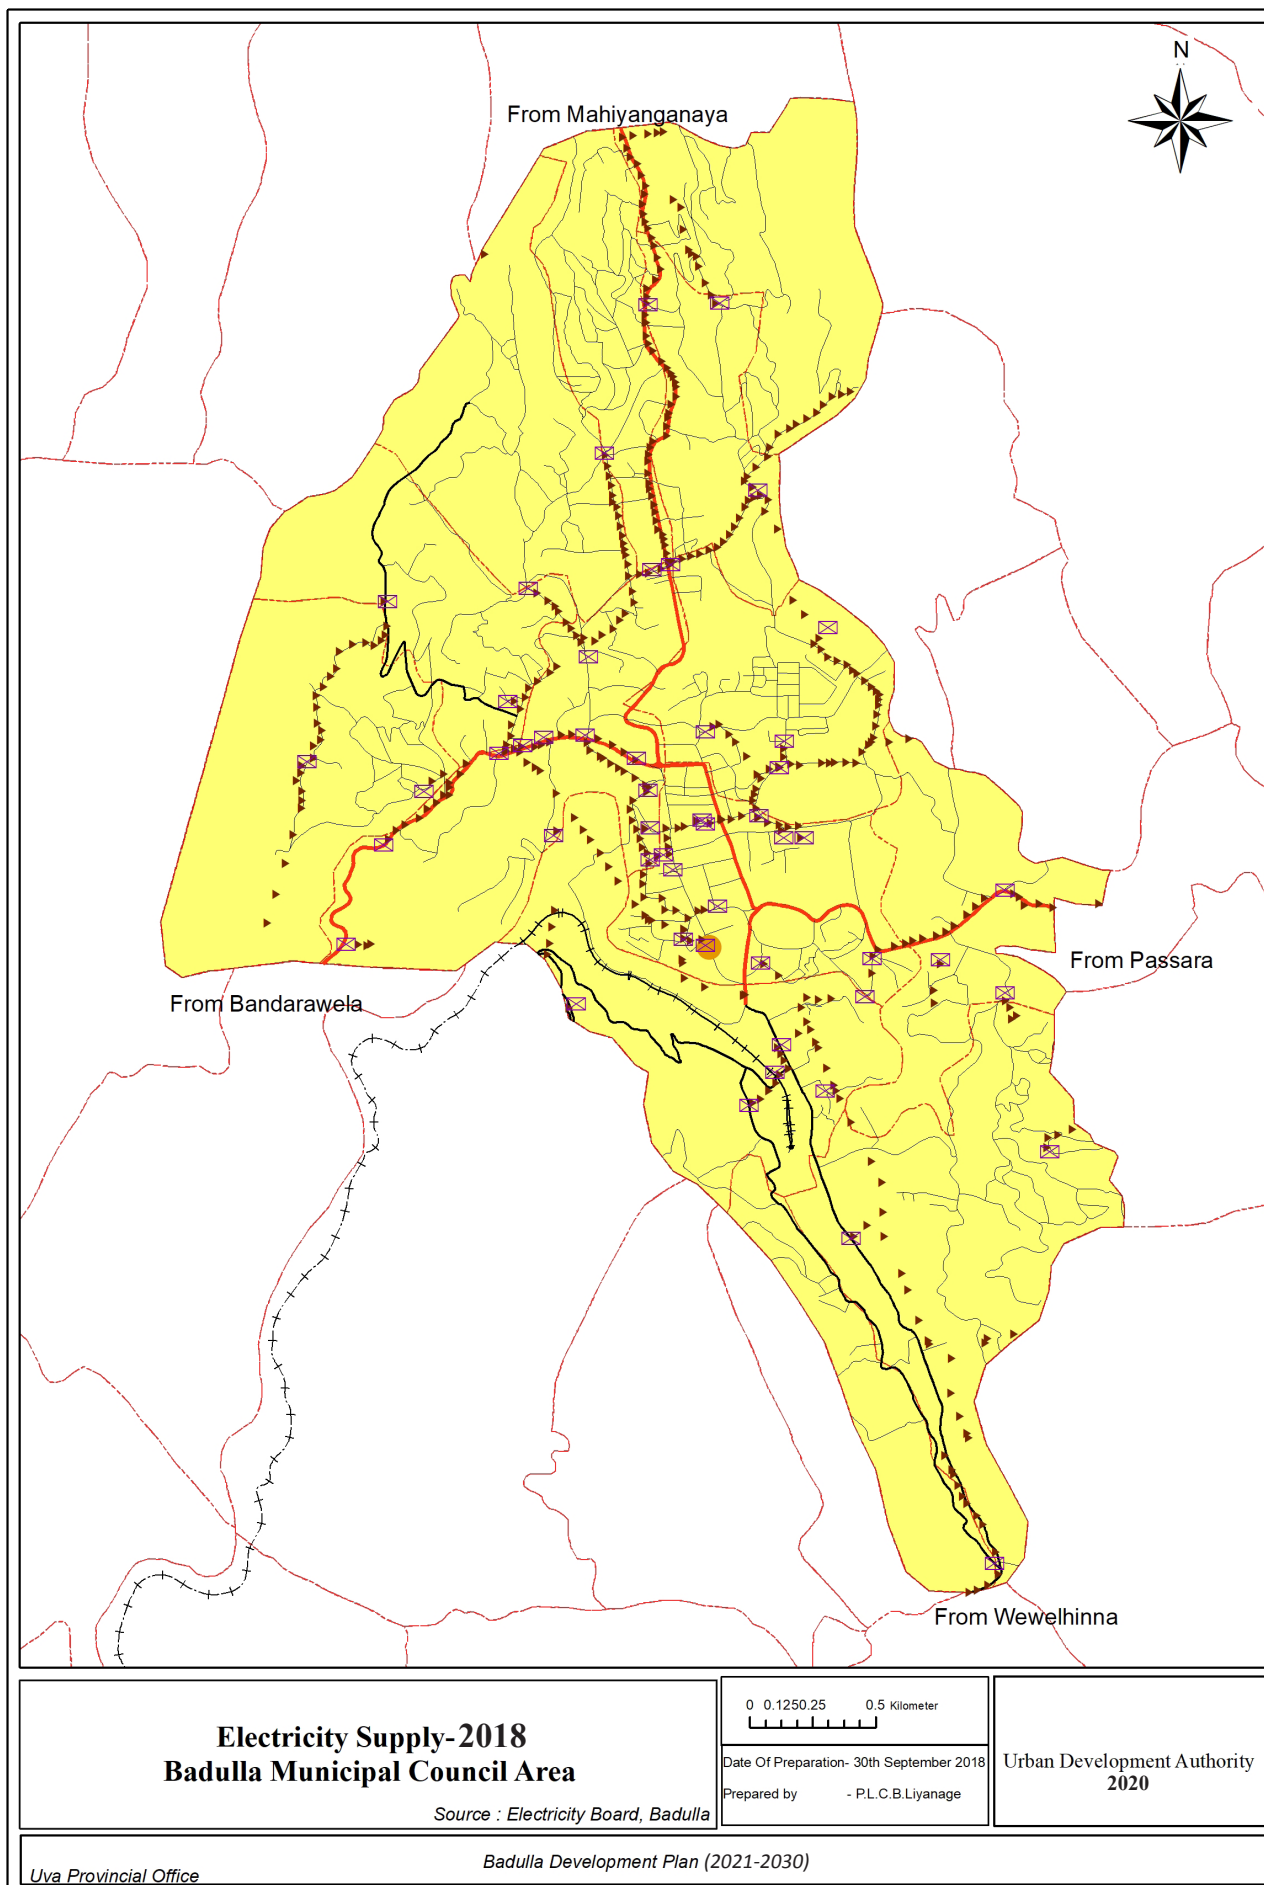 N
From Mahiyanganaya
From Bandarawela
From Passara
From Wewelhinna
Electricity Supply-2018
Badulla Municipal Council Area
Source : Electricity Board, Badulla
0 0.1250.25 0.5 Kilometer
Date Of Preparation- 30th September 2018
Prepared by - P.L.C.B.Liyanage
Urban Development Authority
2020
Badulla Development Plan (2021-2030)
Uva Provincial Office